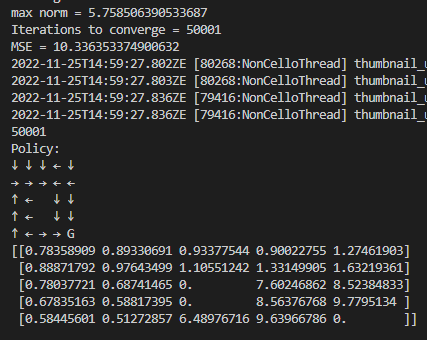 max norm = 5.758506390533687
Iterations to converge = 50001
MSE = 10.336353374900632
2022-11-25T14:59:27.802ZE [80268:NonCelloThread] thumbnail_
2022-11-25T14:59:27.803ZE [80268:NonCelloThread] thumbnail_
2022-11-25T14:59:27.836ZE [79416:NonCelloThread] thumbnail_
2022-11-25T14:59:27.836ZE [79416:NonCelloThread] thumbnail_
50001
Policy:
↓ ↓ ↓ ← ↓
→ → → ← ←
↑ ←   ↓ ↓
↑ ←   ↓ ↓
↑ ← → → G
[[0.78358909 0.89330691 0.93377544 0.90022755 1.27461903]
[0.88871792 0.97643499 1.10551242 1.33149905 1.63219361]
[0.78037721 0.68741465 0.         7.60246862 8.52384833]
[0.67835163 0.58817395 0.         8.56376768 9.7795134 ]
[0.58445601 0.51272857 6.48976716 9.63966786 0.        ]]